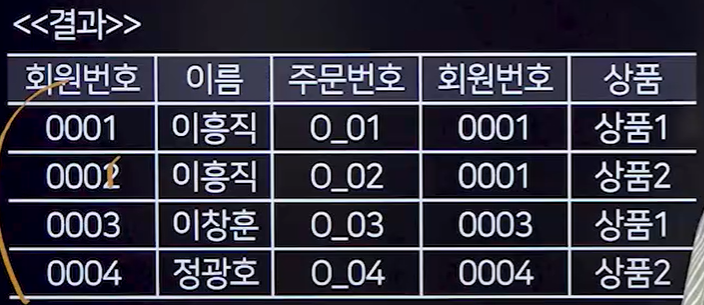 <<결과>>
회원번호 이름 주문번호 회원번호 상품
0001 이흥직 O_01 0001 상품1
0002 이흥직 O_02 0001 상품2
0003 이창훈 O_03 0003 상품1
0004 정광호 O_04 0004 상품2